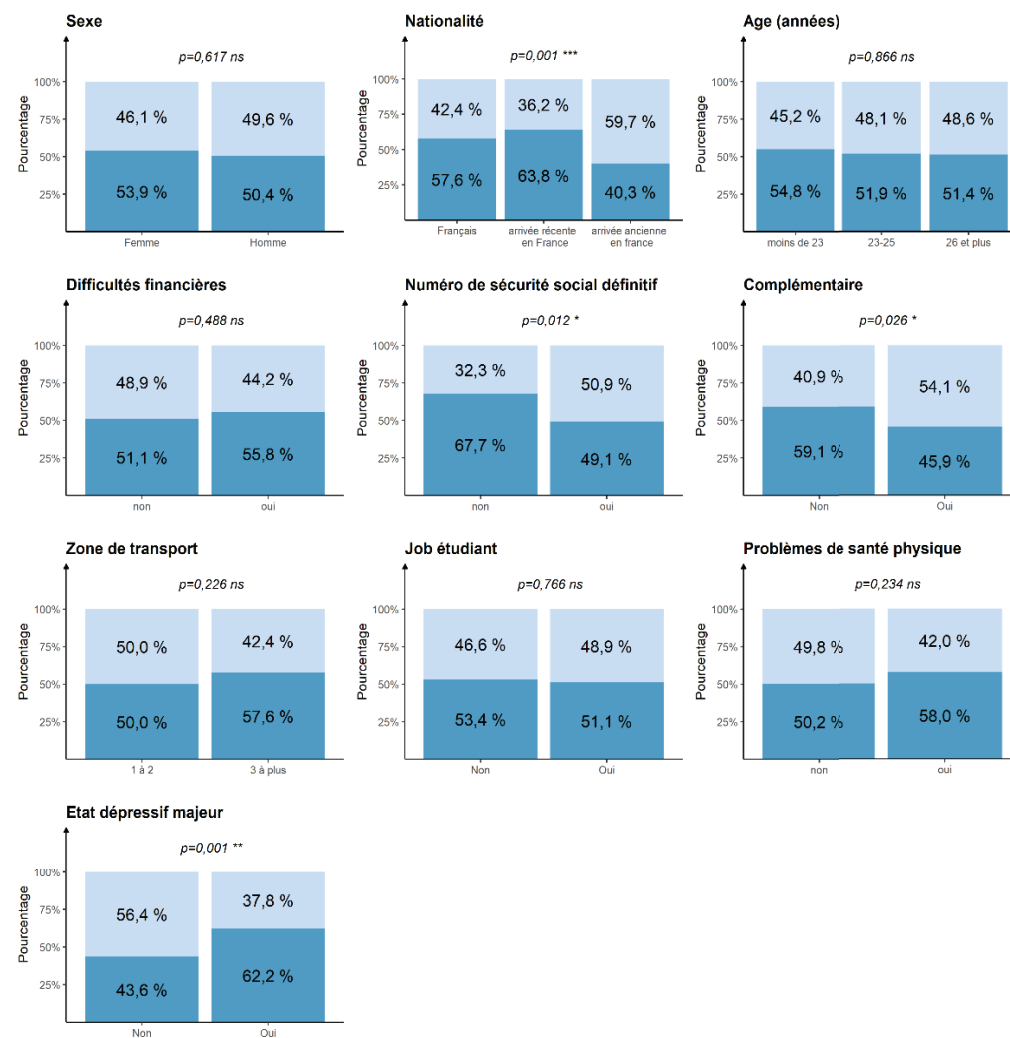 Sexe
p=0,617 ns
Pourcentage
100%
75%
50%
25%
46,1 %
49,6 %
53,9 %
50,4 %
Femme
Homme
Nationalité
p=0,001 ***
Pourcentage
100%
75%
50%
25%
42,4 %
36,2 %
59,7 %
57,6 %
63,8 %
40,3 %
Français
arrivée récente
en France
arrivée ancienne
en france
Age (années)
p=0,866 ns
Pourcentage
100%
75%
50%
25%
45,2 %
48,1 %
48,6 %
54,8 %
51,9 %
51,4 %
moins de 23
23-25
26 et plus
Difficultés financières
p=0,488 ns
Pourcentage
100%
75%
50%
25%
48,9 %
44,2 %
51,1 %
55,8 %
non
oui
Numéro de sécurité social définitif
p=0,012 *
Pourcentage
100%
75%
50%
25%
32,3 %
50,9 %
67,7 %
49,1 %
non
oui
Complémentaire
p=0,026 *
Pourcentage
100%
75%
50%
25%
40,9 %
54,1 %
59,1 %
45,9 %
Non
Oui
Zone de transport
p=0,226 ns
Pourcentage
100%
75%
50%
25%
50,0 %
42,4 %
50,0 %
57,6 %
1 à 2
3 à plus
Job étudiant
p=0,766 ns
Pourcentage
100%
75%
50%
25%
46,6 %
48,9 %
53,4 %
51,1 %
Non
Oui
Problèmes de santé physique
p=0,234 ns
Pourcentage
100%
75%
50%
25%
49,8 %
42,0 %
50,2 %
58,0 %
non
oui
Etat dépressif majeur
p=0,001 **
Pourcentage
100%
75%
50%
25%
56,4 %
37,8 %
43,6 %
62,2 %
Non
Oui